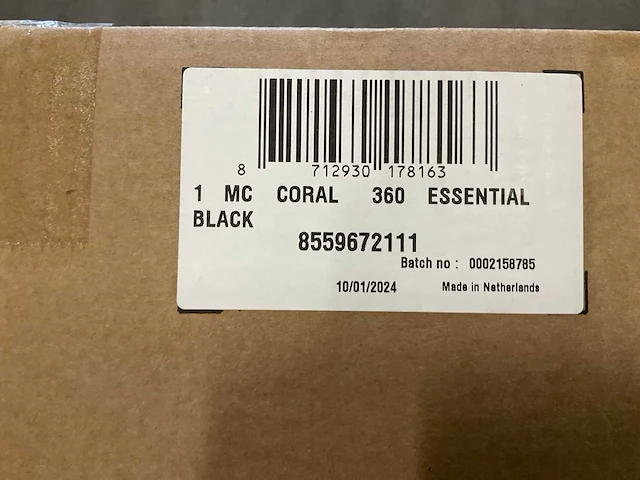 8 712930 178163
1 MC CORAL 360 ESSENTIAL
BLACK
8559672111
Batch no : 0002158785
10/01/2024 Made in Netherlands